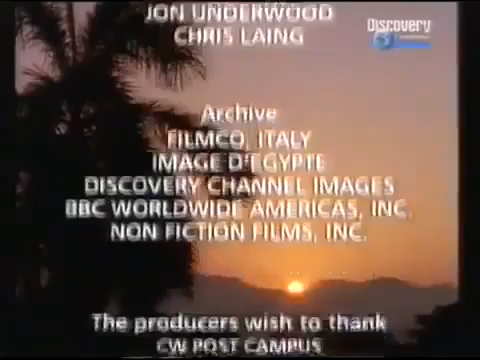 JON UNDERWOOD
Discovery
CHRIS LAING
Archive
FILMCO, ITALY
IMAGE D'EGYPTE
DISCOVERY CHANNEL IMAGES
BBC WORLDWIDE AMERICAS, INC.
NON FICTION FILMS, INC.
The producers wish to thank
CW POST CAMPUS